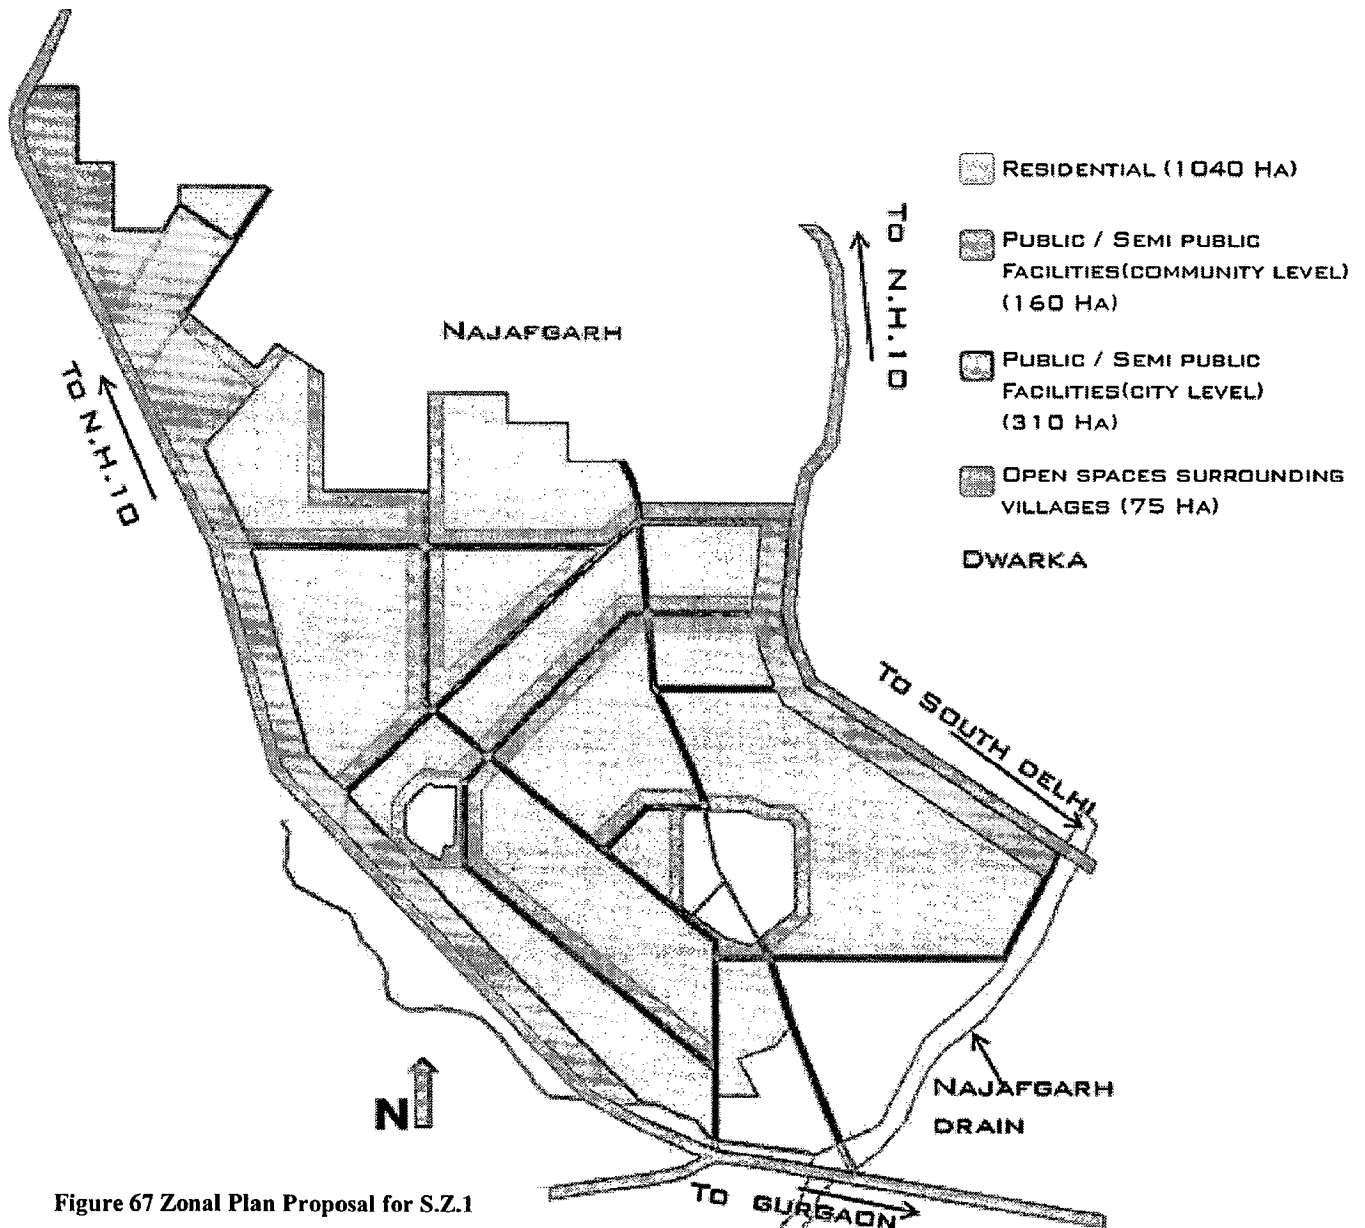 RESIDENTIAL (1040 HA)
PUBLIC / SEMI PUBLIC
FACILITIES(COMMUNITY LEVEL)
(160 HA)
PUBLIC / SEMI PUBLIC
FACILITIES(CITY LEVEL)
(310 HA)
OPEN SPACES SURROUNDING
VILLAGES (75 HA)
DWARKA
NAJAFGARH
TO N.H.10
TO N.H.10
TO SOUTH DELHI
NAJAFGARH
DRAIN
N
TO GURGAON
Figure 67 Zonal Plan Proposal for S.Z.1